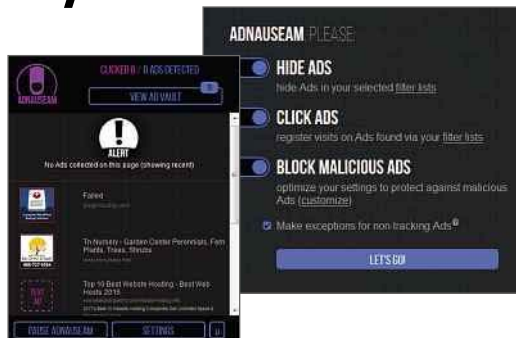 ADNAUSEAM PLEASE:
HIDE ADS
hide Ads in your selected filter lists
CLICK ADS
register visits on Ads found via your filter lists
BLOCK MALICIOUS ADS
optimize your settings to protect against malicious
Ads (customize)
Make exceptions for non-tracking Ads
LET'S GO!
ADNAUSEAM
CLICKED 0 / 0 ADS DETECTED
VIEW AD VAULT
0
ALERT
No Ads collected on this page (showing recent)
Failed
Tn Nursery - Garden Center Perennials, Fern
Plants, Trees, Shrubs
TEXT
AD
Top 10 Best Website Hosting - Best Web
Hosts 2015
PAUSE ADNAUSEAM
SETTINGS